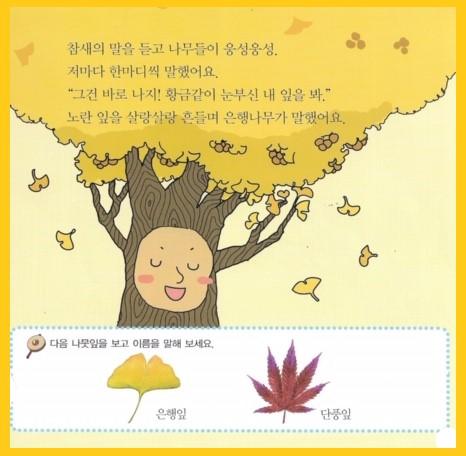 참새의 말을 듣고 나무들이 웅성웅성.
저마다 한마디씩 말했어요.
“그건 바로 나지! 황금같이 눈부신 내 잎을 봐.”
노란 잎을 살랑살랑 흔들며 은행나무가 말했어요.
다음 나뭇잎을 보고 이름을 말해 보세요.
은행잎
단풍잎